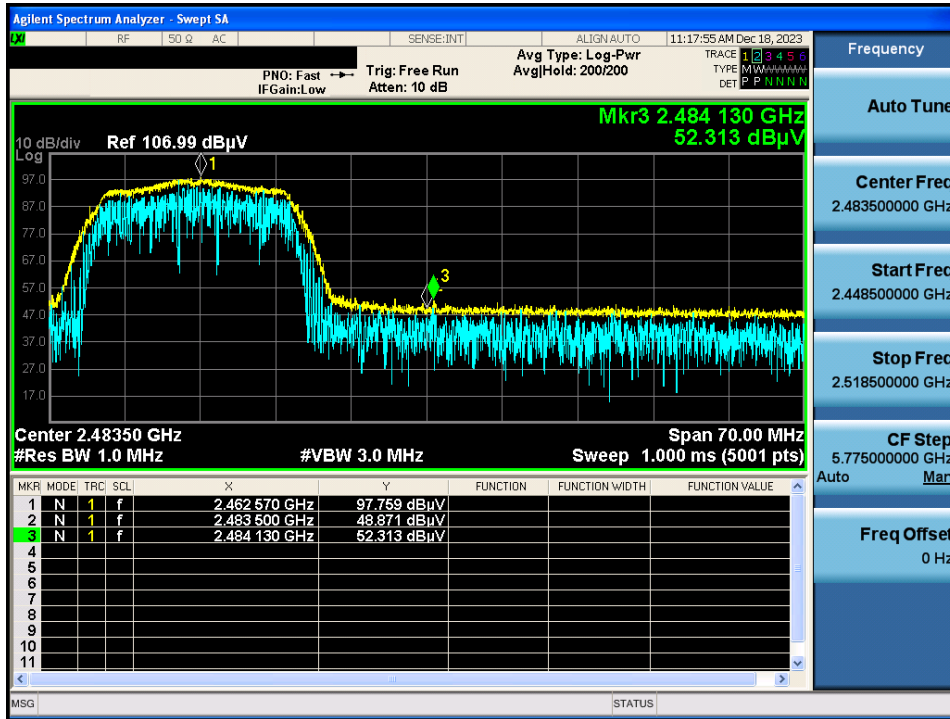 Agilent Spectrum Analyzer - Swept SA
LXI RF 50 Ω AC SENSE:INT ALIGN AUTO 11:17:55 AM Dec 18, 2023
PNO: Fast Trig: Free Run Avg Type: Log-Pwr TRACE 1 2 3 4 5 6
IFGain:Low Atten: 10 dB Avg|Hold: 200/200 TYPE M W W W W W
DET P P N N N N
Mkr3 2.484 130 GHz
52.313 dBµV
10 dB/div Ref 106.99 dBµV
Log
97.0
87.0
77.0
67.0
57.0
47.0
37.0
27.0
17.0
1
3
Center 2.48350 GHz Span 70.00 MHz
#Res BW 1.0 MHz #VBW 3.0 MHz Sweep 1.000 ms (5001 pts)
MKR MODE TRC SCL X Y FUNCTION FUNCTION WIDTH FUNCTION VALUE
1 N 1 f 2.462 570 GHz 97.759 dBµV
2 N 1 f 2.483 500 GHz 48.871 dBµV
3 N 1 f 2.484 130 GHz 52.313 dBµV
4
5
6
7
8
9
10
11
MSG STATUS
Frequency
Auto Tune
Center Freq
2.483500000 GHz
Start Freq
2.448500000 GHz
Stop Freq
2.518500000 GHz
CF Step
5.775000000 GHz
Auto Man
Freq Offset
0 Hz